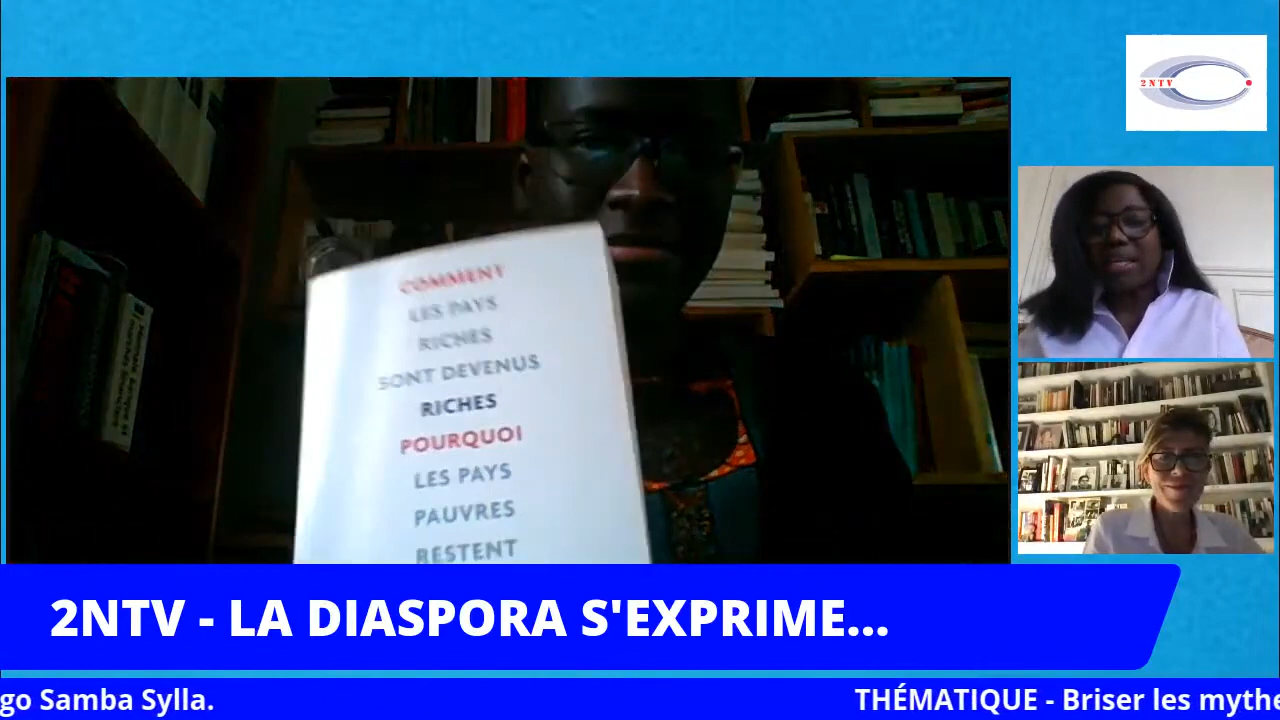 2NTV
COMMENT
LES PAYS
RICHES
SONT DEVENUS
RICHES
POURQUOI
LES PAYS
PAUVRES
RESTENT
2NTV - LA DIASPORA S'EXPRIME...
go Samba Sylla.
THÉMATIQUE - Briser les mythe